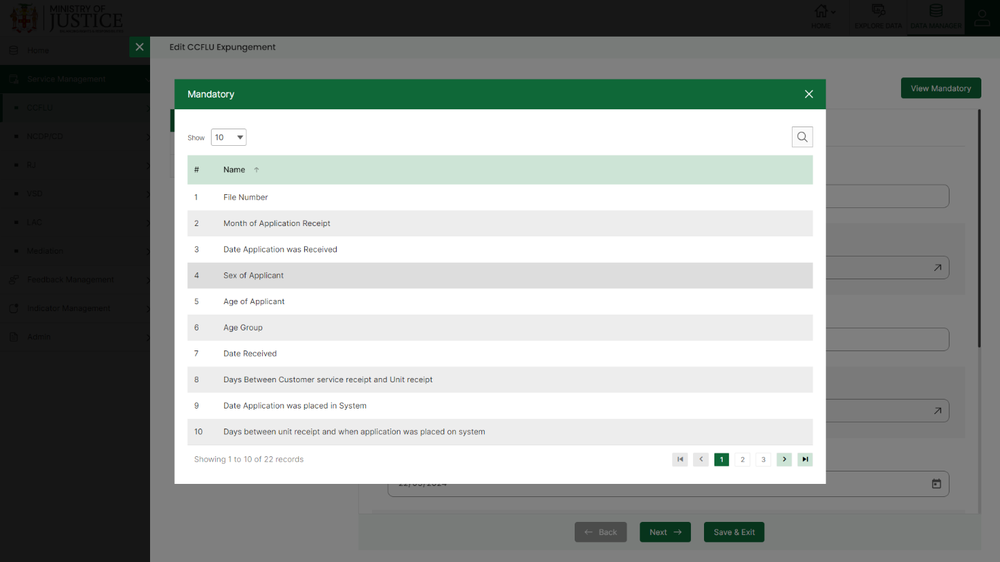 MINISTRY OF
JUSTICE
HOME
EXPLORE DATA
DATA MANAGER
Home
Edit CCFLU Expungement
Service Management
CCFLU
NCDP/CD
RJ
VSD
LAC
Mediation
Feedback Management
Indicator Management
Admin
View Mandatory
Mandatory
Show 10
# Name
1 File Number
2 Month of Application Receipt
3 Date Application was Received
4 Sex of Applicant
5 Age of Applicant
6 Age Group
7 Date Received
8 Days Between Customer service receipt and Unit receipt
9 Date Application was placed in System
10 Days between unit receipt and when application was placed on system
Showing 1 to 10 of 22 records
1 2 3
Back
Next
Save & Exit